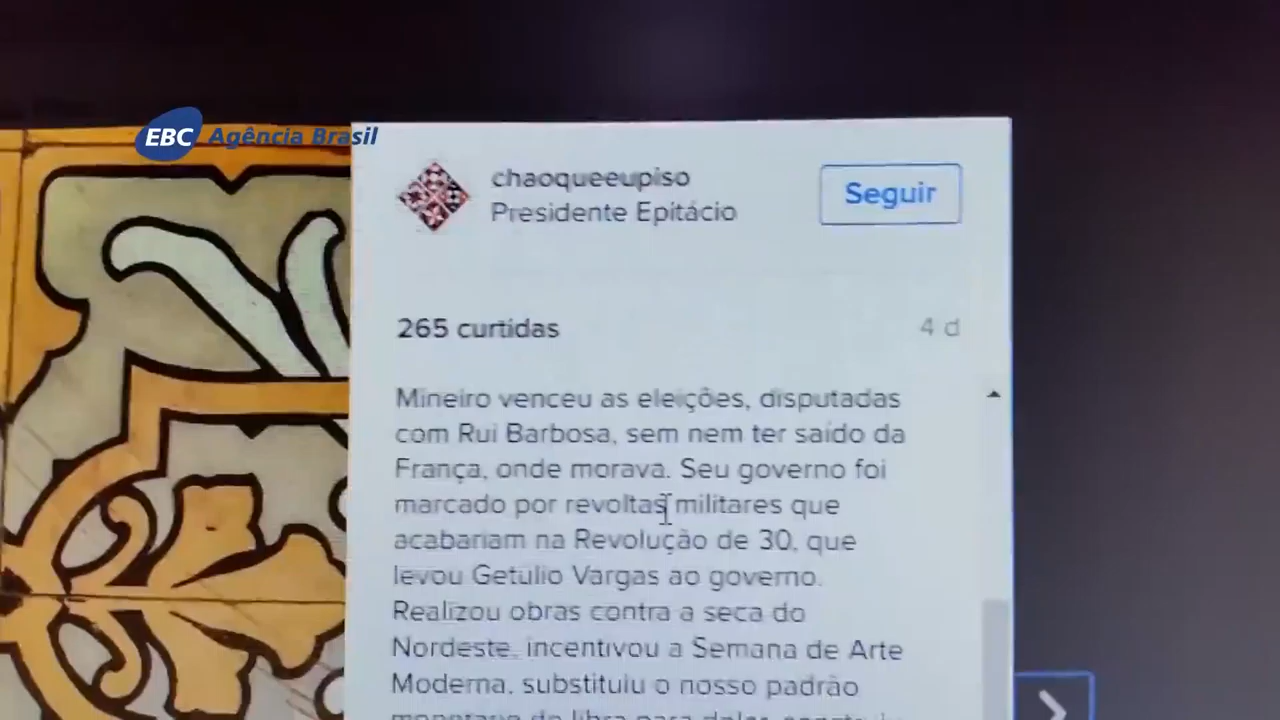 EBC Agência Brasil
chaoqueeupiso
Presidente Epitácio
Seguir
265 curtidas
4 d
Mineiro venceu as eleições, disputadas
com Rui Barbosa, sem nem ter saído da
França, onde morava. Seu governo foi
marcado por revoltas militares que
acabariam na Revolução de 30, que
levou Getúlio Vargas ao governo.
Realizou obras contra a seca do
Nordeste, incentivou a Semana de Arte
Moderna, substituiu o nosso padrão